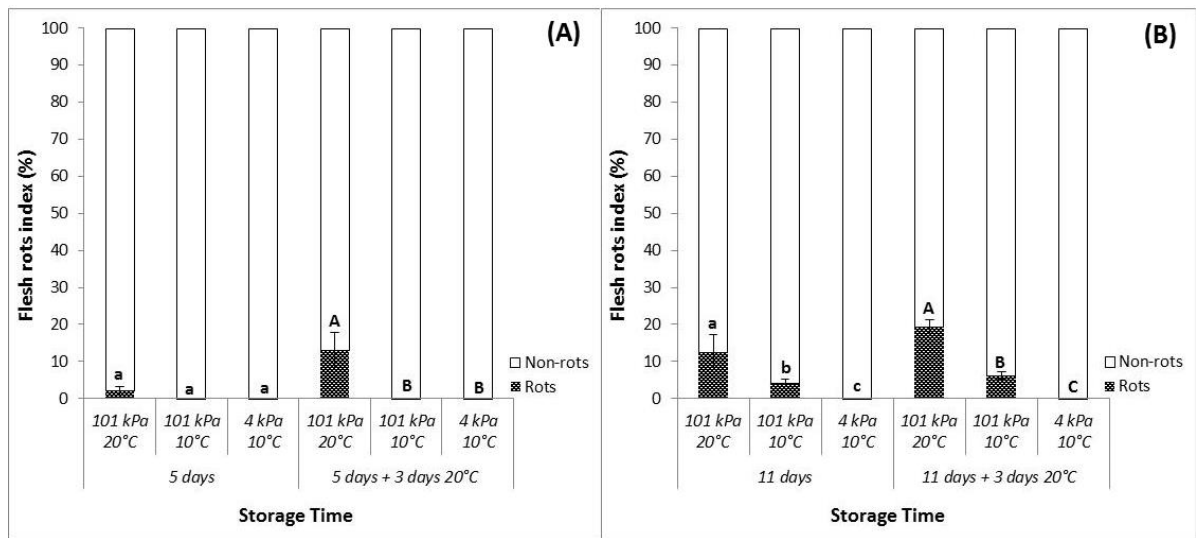 (A)
Flesh rots index (%)
100
90
80
70
60
50
40
30
20
10
0
a
a
a
A
B
B
101 kPa 101 kPa 4 kPa 101 kPa 101 kPa 4 kPa
20°C 10°C 10°C 20°C 10°C 10°C
5 days 5 days + 3 days 20°C
Storage Time
Non-rots
Rots
(B)
Flesh rots index (%)
100
90
80
70
60
50
40
30
20
10
0
a
b
c
A
B
C
101 kPa 101 kPa 4 kPa 101 kPa 101 kPa 4 kPa
20°C 10°C 10°C 20°C 10°C 10°C
11 days 11 days + 3 days 20°C
Storage Time
Non-rots
Rots